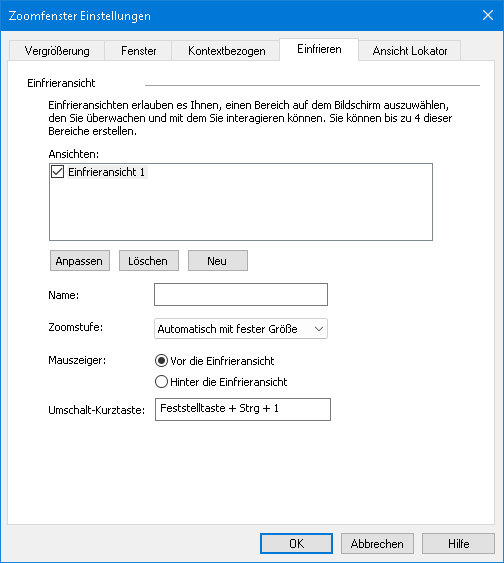 Zoomfenster Einstellungen
Vergrößerung Fenster Kontextbezogen Einfrieren Ansicht Lokator
Einfrieransicht
Einfrieransichten erlauben es Ihnen, einen Bereich auf dem Bildschirm auszuwählen,
den Sie überwachen und mit dem Sie interagieren können. Sie können bis zu 4 dieser
Bereiche erstellen.
Ansichten:
Einfrieransicht 1
Anpassen Löschen Neu
Name:
Zoomstufe: Automatisch mit fester Größe
Mauszeiger: Vor die Einfrieransicht
Hinter die Einfrieransicht
Umschalt-Kurztaste: Feststelltaste + Strg + 1
OK Abbrechen Hilfe